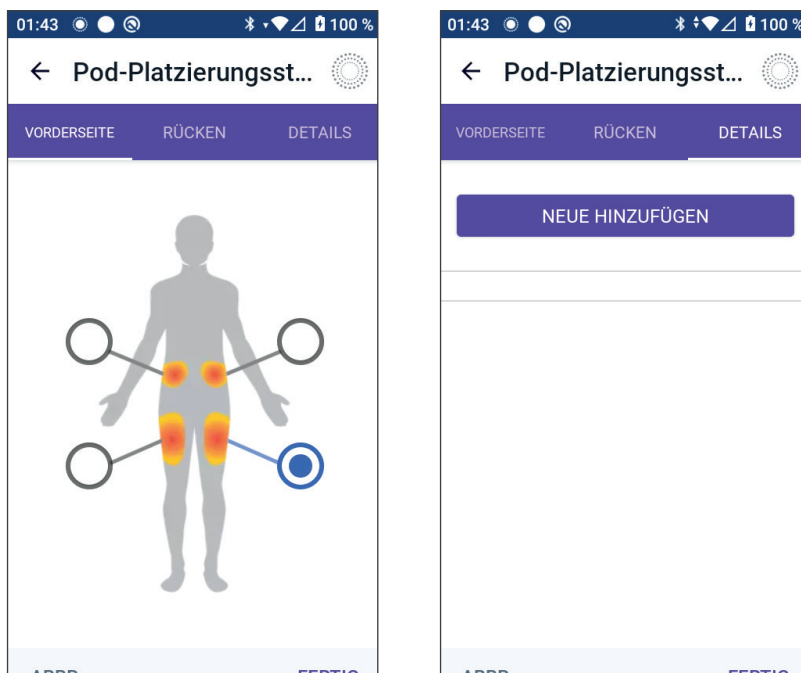 01:43 100 %
Pod-Platzierungsst...
VORDERSEITE RÜCKEN DETAILS
01:43 100 %
Pod-Platzierungsst...
VORDERSEITE RÜCKEN DETAILS
NEUE HINZUFÜGEN